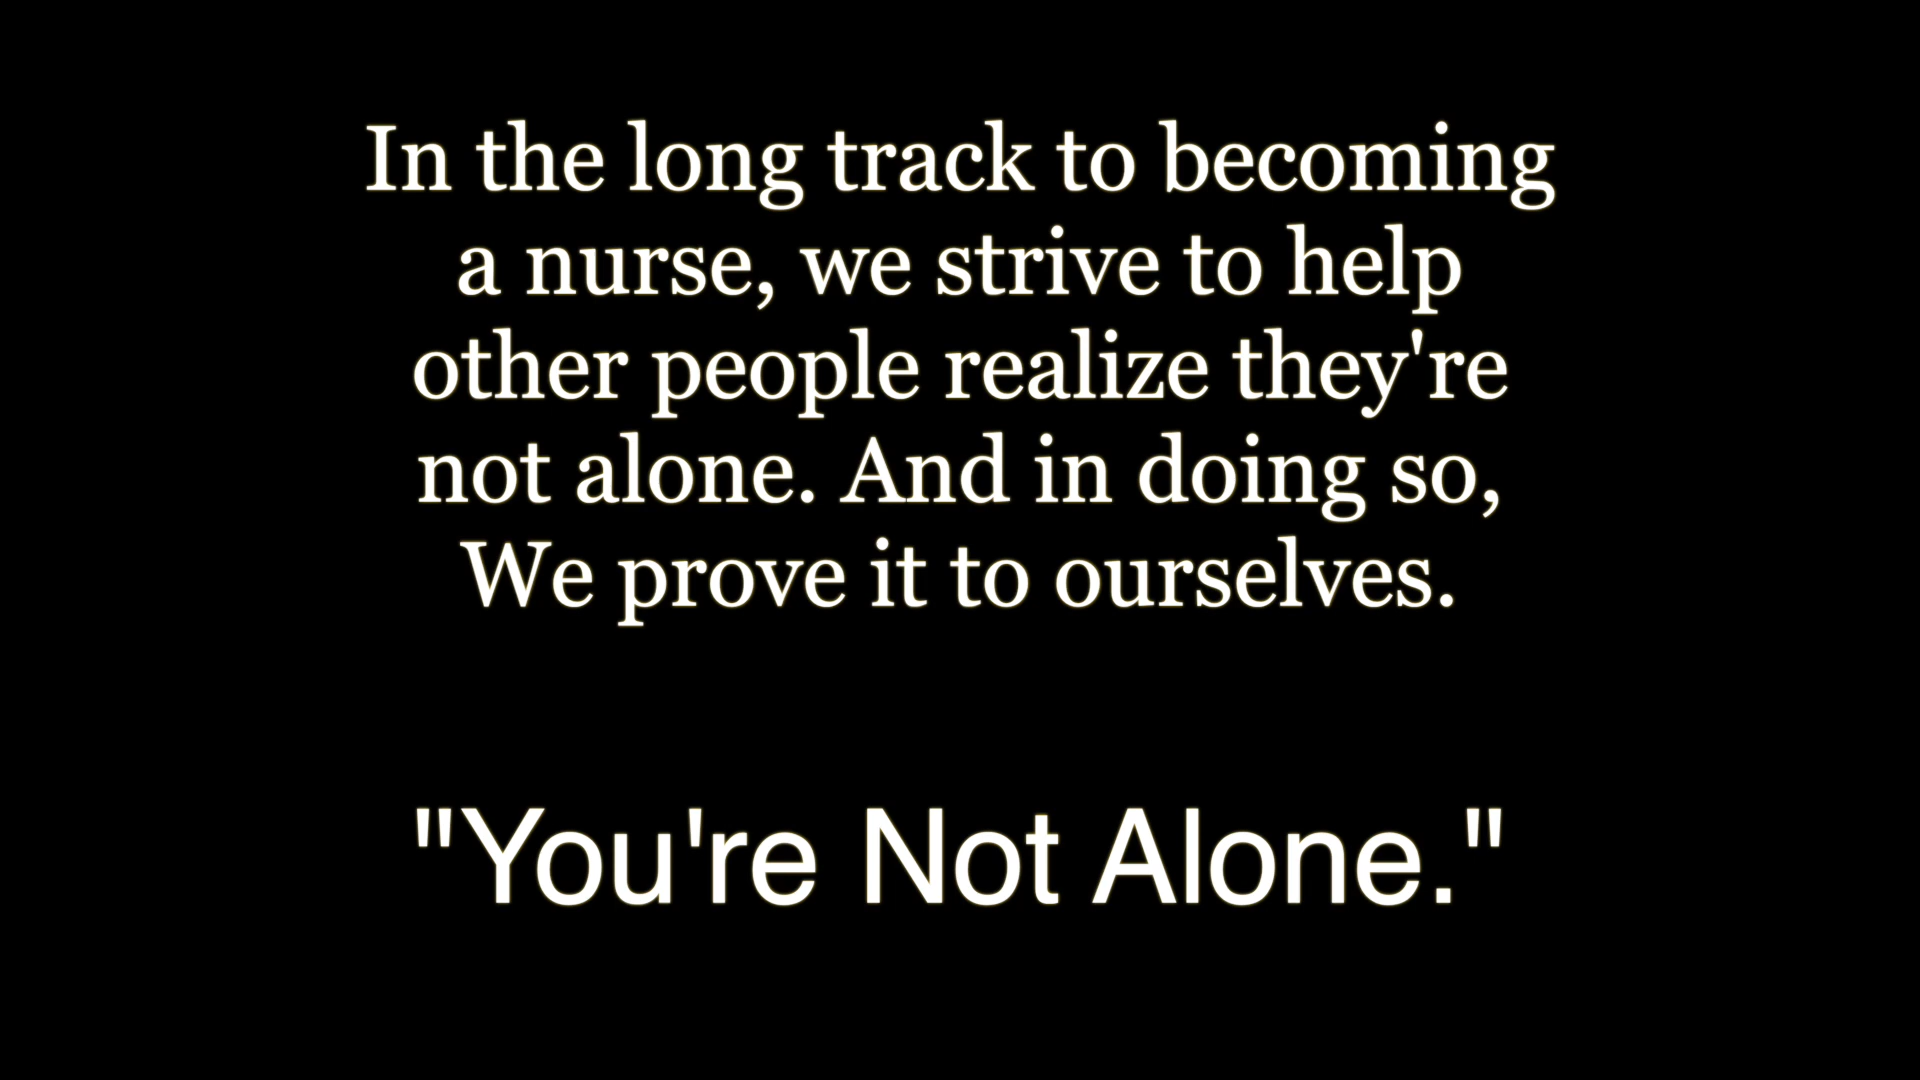 In the long track to becoming
a nurse, we strive to help
other people realize they're
not alone. And in doing so,
We prove it to ourselves.
"You're Not Alone."